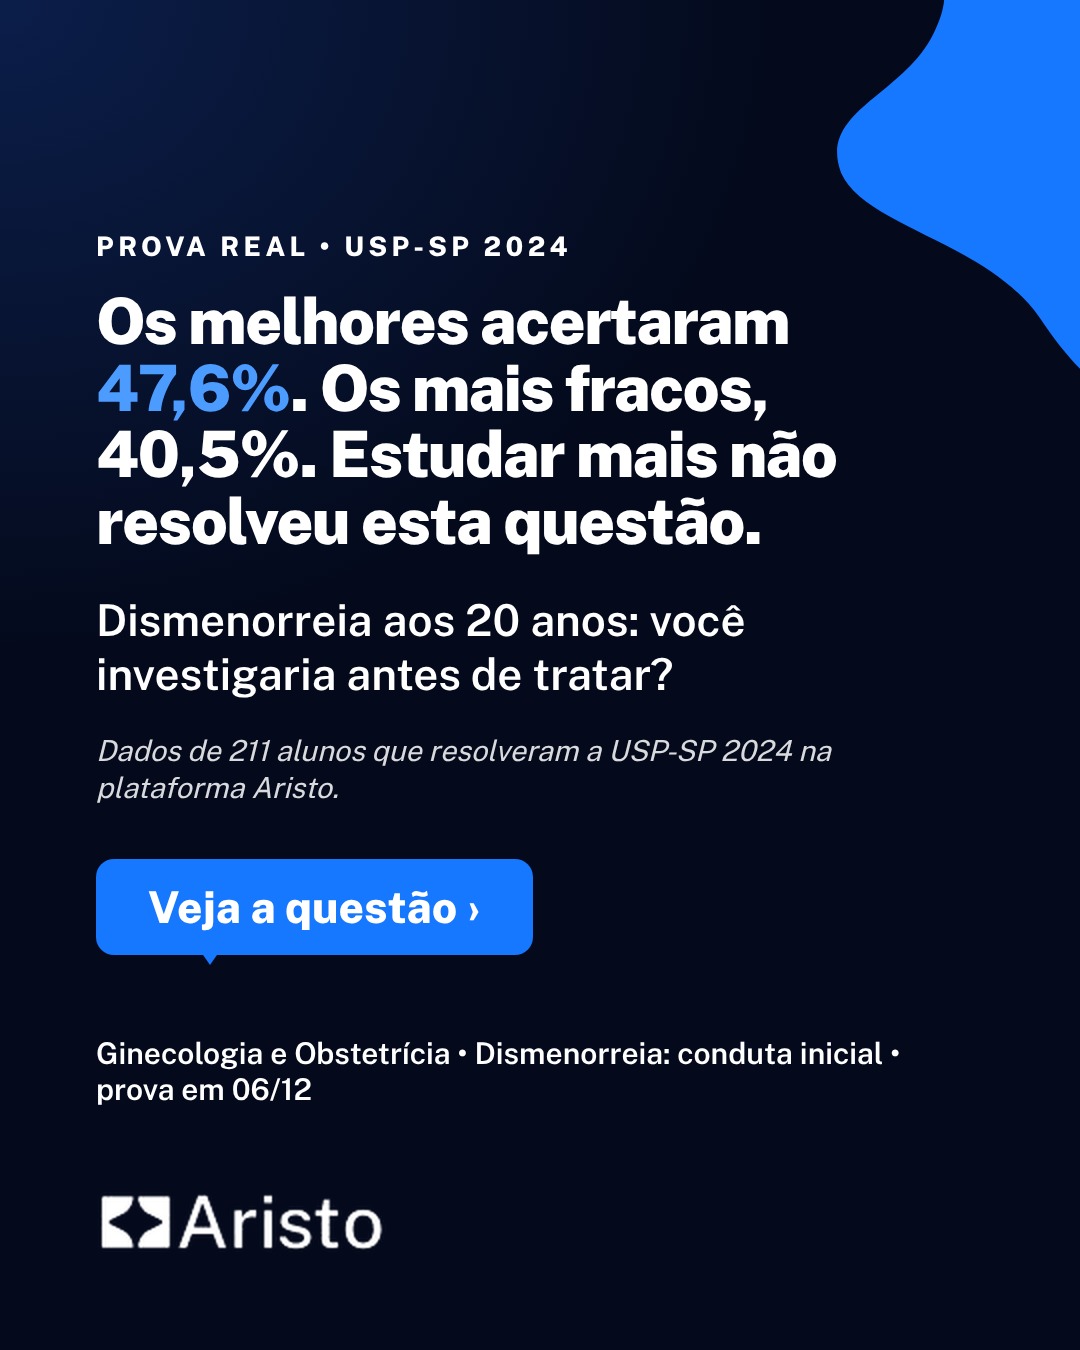 PROVA REAL • USP-SP 2024
Os melhores acertaram
47,6%. Os mais fracos,
40,5%. Estudar mais não
resolveu esta questão.
Dismenorreia aos 20 anos: você
investigaria antes de tratar?
Dados de 211 alunos que resolveram a USP-SP 2024 na
plataforma Aristo.
Veja a questão ›
Ginecologia e Obstetrícia • Dismenorreia: conduta inicial •
prova em 06/12
Aristo